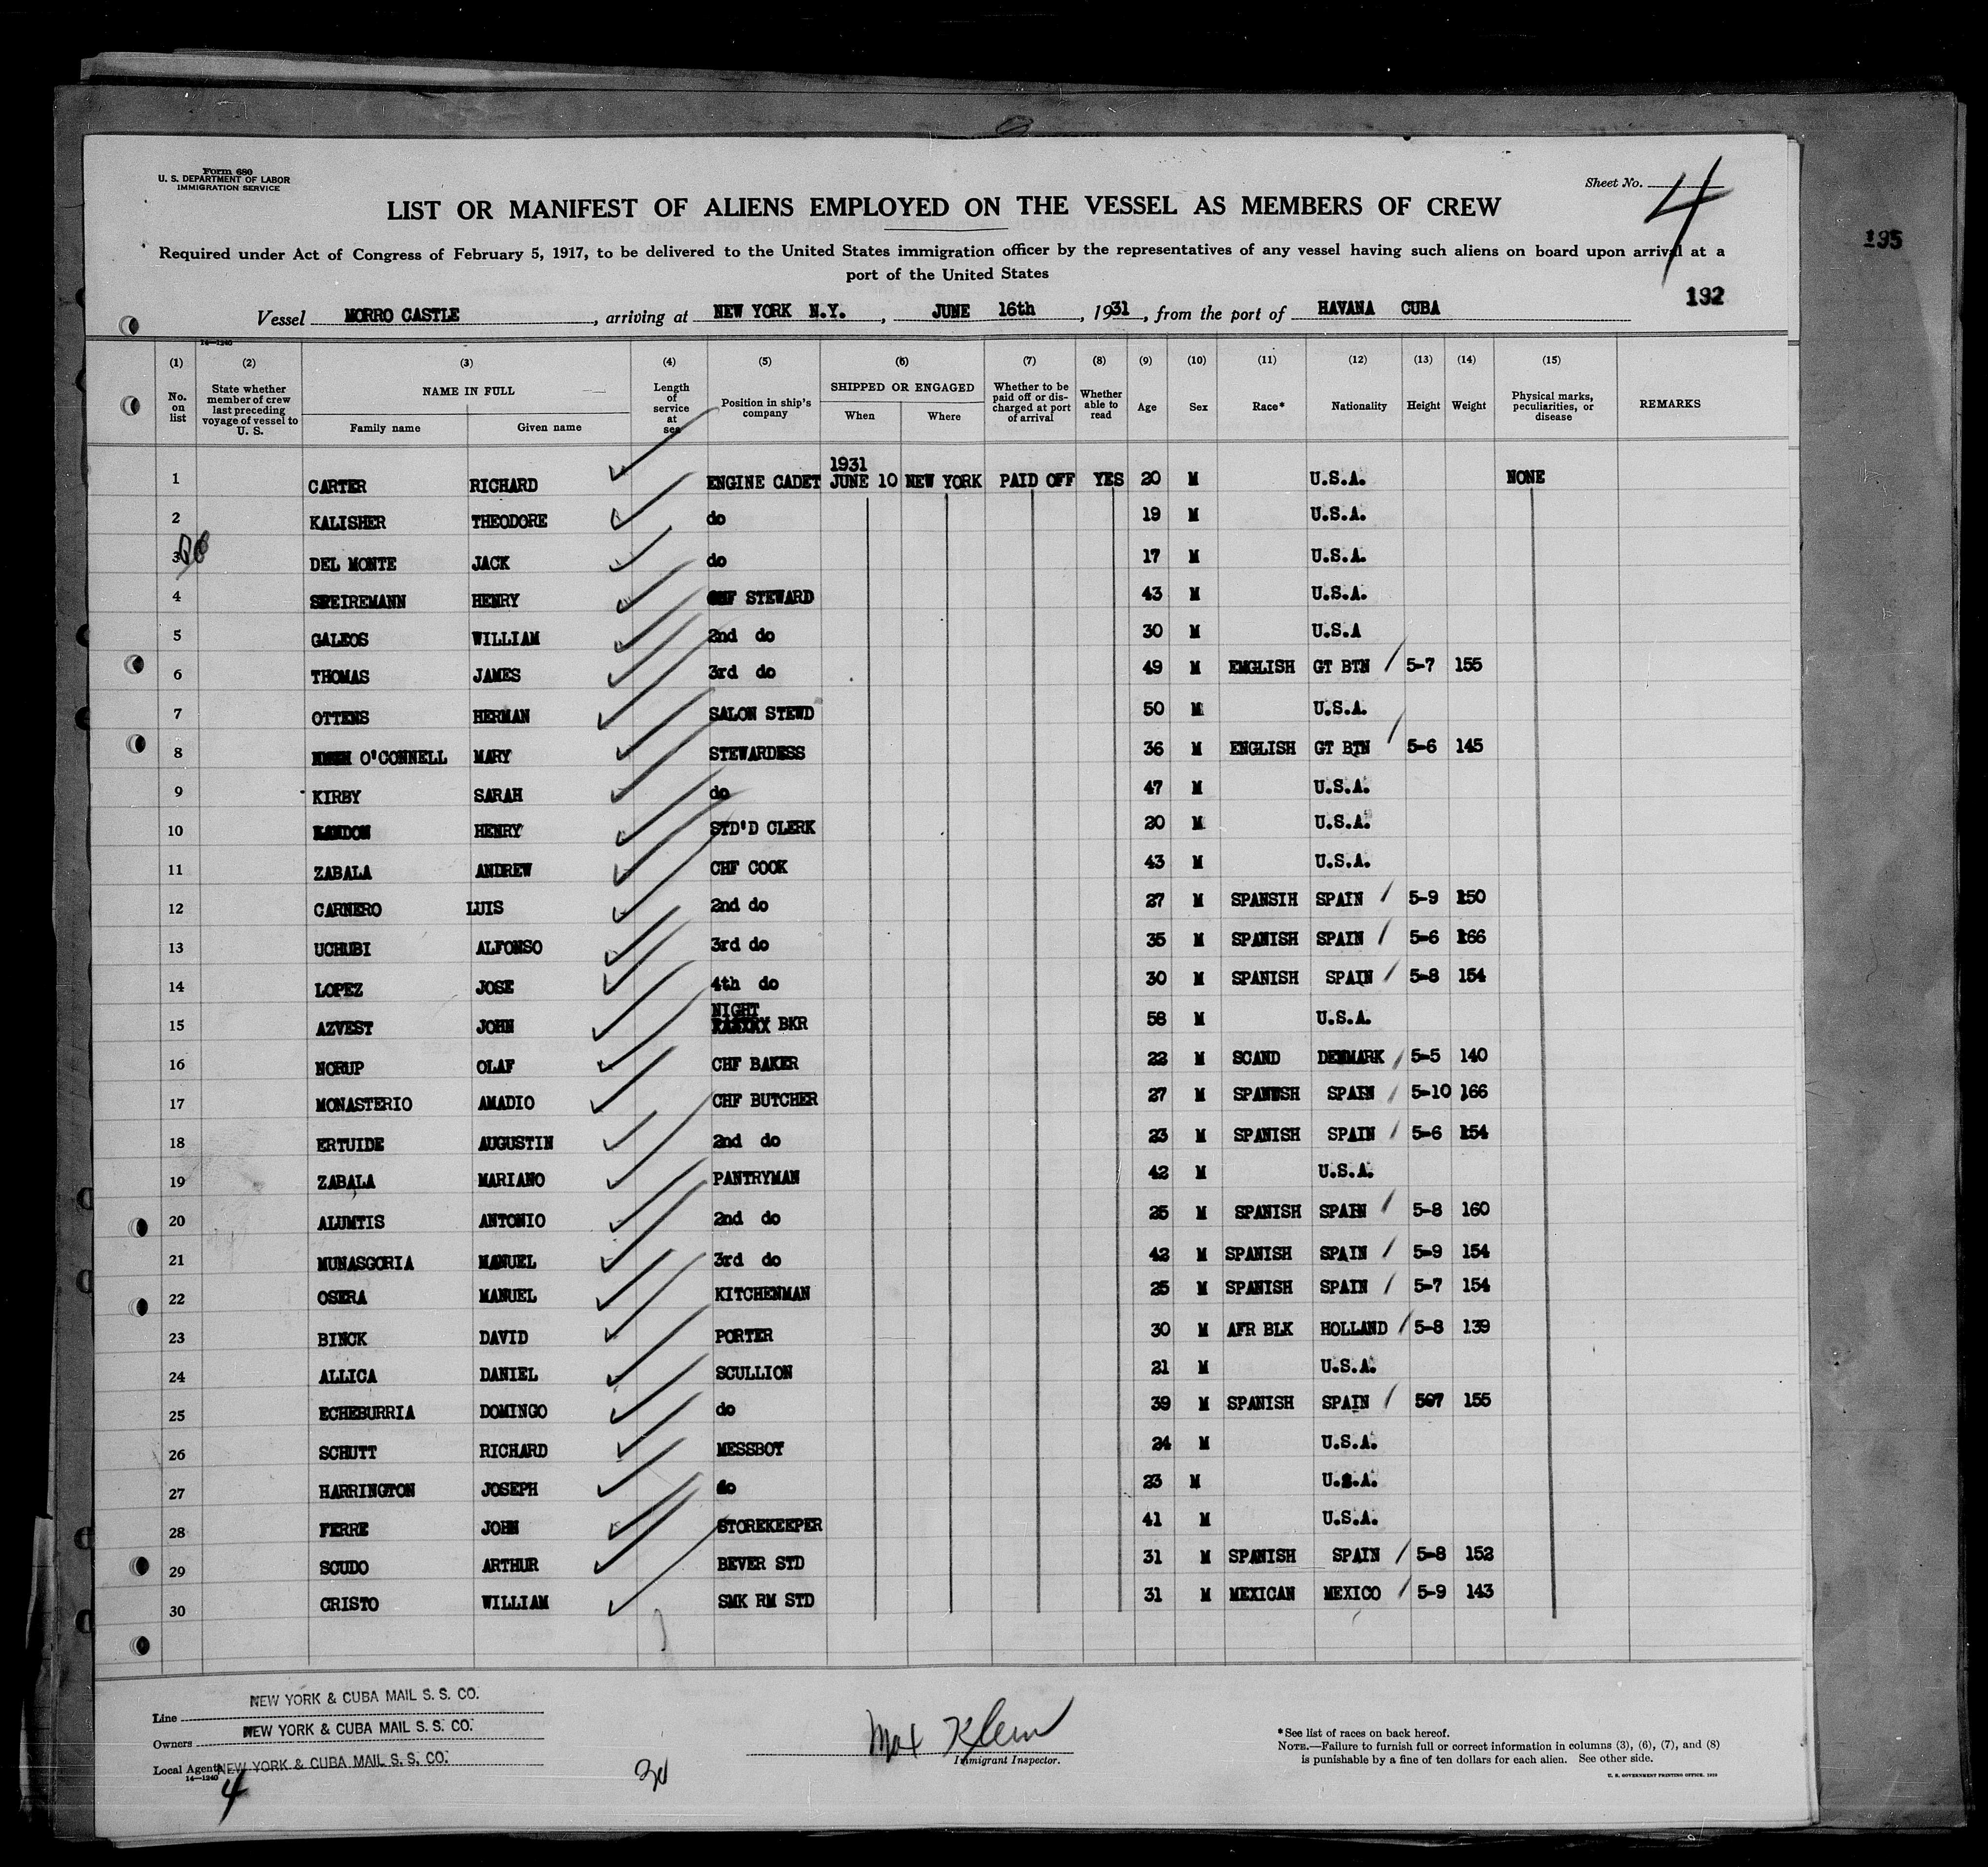 Form 680
U. S. DEPARTMENT OF LABOR
IMMIGRATION SERVICE
Sheet No. 4
LIST OR MANIFEST OF ALIENS EMPLOYED ON THE VESSEL AS MEMBERS OF CREW
195
Required under Act of Congress of February 5, 1917, to be delivered to the United States immigration officer by the representatives of any vessel having such aliens on board upon arrival at a
port of the United States
192
Vessel MORRO CASTLE, arriving at NEW YORK N.Y., JUNE 16th, 1931, from the port of HAVANA CUBA
14—1240
(1) (2) (3) (4) (5) (6) (7) (8) (9) (10) (11) (12) (13) (14) (15)
No. on list State whether member of crew last preceding voyage of vessel to U. S. NAME IN FULL Family name Given name Length of service at sea Position in ship's company SHIPPED OR ENGAGED When Where Whether to be paid off or discharged at port of arrival Whether able to read Age Sex Race* Nationality Height Weight Physical marks, peculiarities, or disease REMARKS
1931
1 CARTER RICHARD ENGINE CADET JUNE 10 NEW YORK PAID OFF YES 20 M U.S.A. NONE
2 KALISHER THEODORE do 19 M U.S.A.
3 DEL MONTE JACK do 17 M U.S.A.
4 SPEIREMANN HENRY CHF STEWARD 43 M U.S.A.
5 GALEOS WILLIAM 2nd do 30 M U.S.A
6 THOMAS JAMES 3rd do 49 M ENGLISH GT BTN / 5-7 155
7 OTTENS HERMAN SALON STEWD 50 M U.S.A.
8 O'CONNELL MARY STEWARDESS 36 M ENGLISH GT BTN / 5-6 145
9 KIRBY SARAH do 47 M U.S.A.
10 HENRY STD'D CLERK 20 M U.S.A.
11 ZABALA ANDREW CHF COOK 43 M U.S.A.
12 CARNERO LUIS 2nd do 27 M SPANSIH SPAIN / 5-9 150
13 UCHUBI ALFONSO 3rd do 35 M SPANISH SPAIN / 5-6 166
14 LOPEZ JOSE 4th do 30 M SPANISH SPAIN / 5-8 154
NIGHT
15 AZVEST JOHN BKR 58 M U.S.A.
16 NORUP OLAF CHF BAKER 22 M SCAND DENMARK / 5-5 140
17 MONASTERIO AMADIO CHF BUTCHER 27 M SPANISH SPAIN / 5-10 166
18 ERTUIDE AUGUSTIN 2nd do 23 M SPANISH SPAIN / 5-6 154
19 ZABALA MARIANO PANTRYMAN 42 M U.S.A.
20 ALUMTIS ANTONIO 2nd do 25 M SPANISH SPAIN / 5-8 160
21 MUNASGORIA MANUEL 3rd do 42 M SPANISH SPAIN / 5-9 154
22 OSERA MANUEL KITCHENMAN 25 M SPANISH SPAIN / 5-7 154
23 BINCK DAVID PORTER 30 M AFR BLK HOLLAND / 5-8 139
24 ALLICA DANIEL SCULLION 21 M U.S.A.
25 ECHEBURRIA DOMINGO do 39 M SPANISH SPAIN / 507 155
26 SCHUTT RICHARD MESSBOY 24 M U.S.A.
27 HARRINGTON JOSEPH do 23 M U.S.A.
28 FERRE JOHN STOREKEEPER 41 M U.S.A.
29 SCUDO ARTHUR BEVER STD 31 M SPANISH SPAIN / 5-8 152
30 CRISTO WILLIAM SMK RM STD 31 M MEXICAN MEXICO / 5-9 143
Line NEW YORK & CUBA MAIL S. S. CO.
Owners NEW YORK & CUBA MAIL S. S. CO.
Local Agents NEW YORK & CUBA MAIL S. S. CO.
14—1240
4
Max Klein
Immigrant Inspector.
*See list of races on back hereof.
NOTE.—Failure to furnish full or correct information in columns (3), (6), (7), and (8)
is punishable by a fine of ten dollars for each alien. See other side.